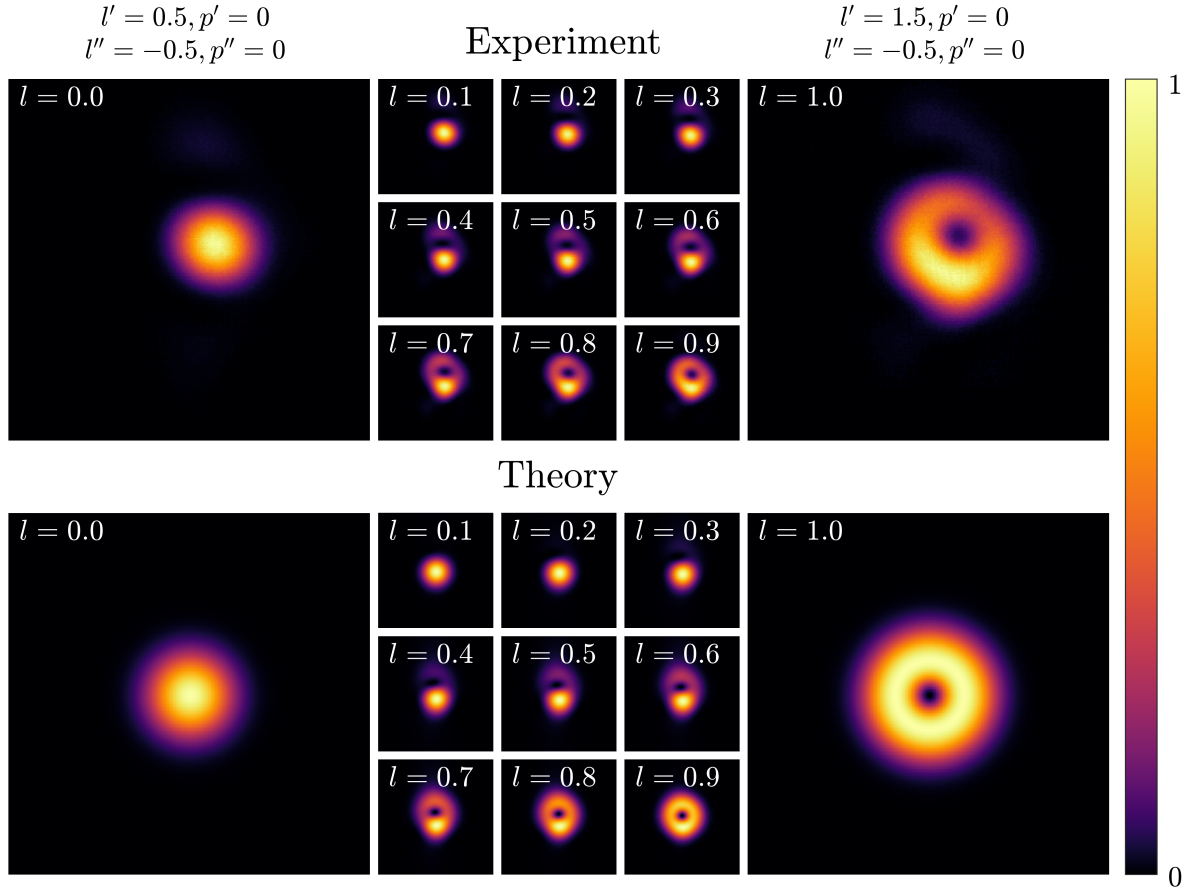 l′ = 0.5, p′ = 0
l″ = −0.5, p″ = 0
Experiment
l′ = 1.5, p′ = 0
l″ = −0.5, p″ = 0
l = 0.0
l = 0.1
l = 0.2
l = 0.3
l = 1.0
1
l = 0.4
l = 0.5
l = 0.6
l = 0.7
l = 0.8
l = 0.9
Theory
l = 0.0
l = 0.1
l = 0.2
l = 0.3
l = 1.0
l = 0.4
l = 0.5
l = 0.6
l = 0.7
l = 0.8
l = 0.9
0